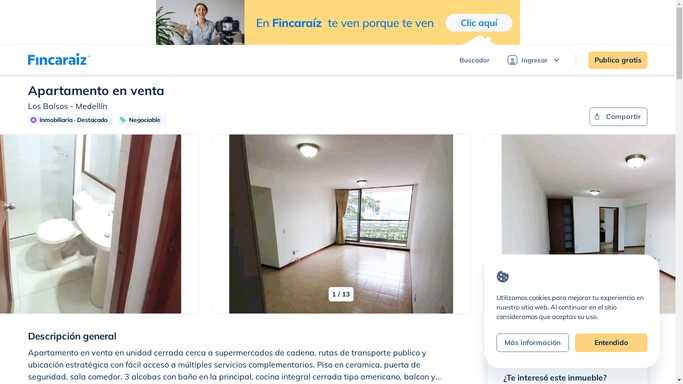 En Fincaraíz te ven porque te ven
Clic aquí
Fincaraíz
Buscador
Ingresar
Publica gratis
Apartamento en venta
Los Balsos - Medellín
Inmobiliaria - Destacado
Negociable
Compartir
1 / 13
Utilizamos cookies para mejorar tu experiencia en
nuestro sitio web. Al continuar en el sitio
consideramos que aceptas su uso.
Más información
Entendido
Descripción general
Apartamento en venta en unidad cerrada cerca a supermercados de cadena, rutas de transporte publico y
ubicación estratégica con fácil acceso a múltiples servicios complementarios. Piso en ceramica, puerta de
seguridad, sala comedor, 3 alcobas con baño en la principal, cocina integral cerrada tipo americano, balcon y...
¿Te interesó este inmueble?